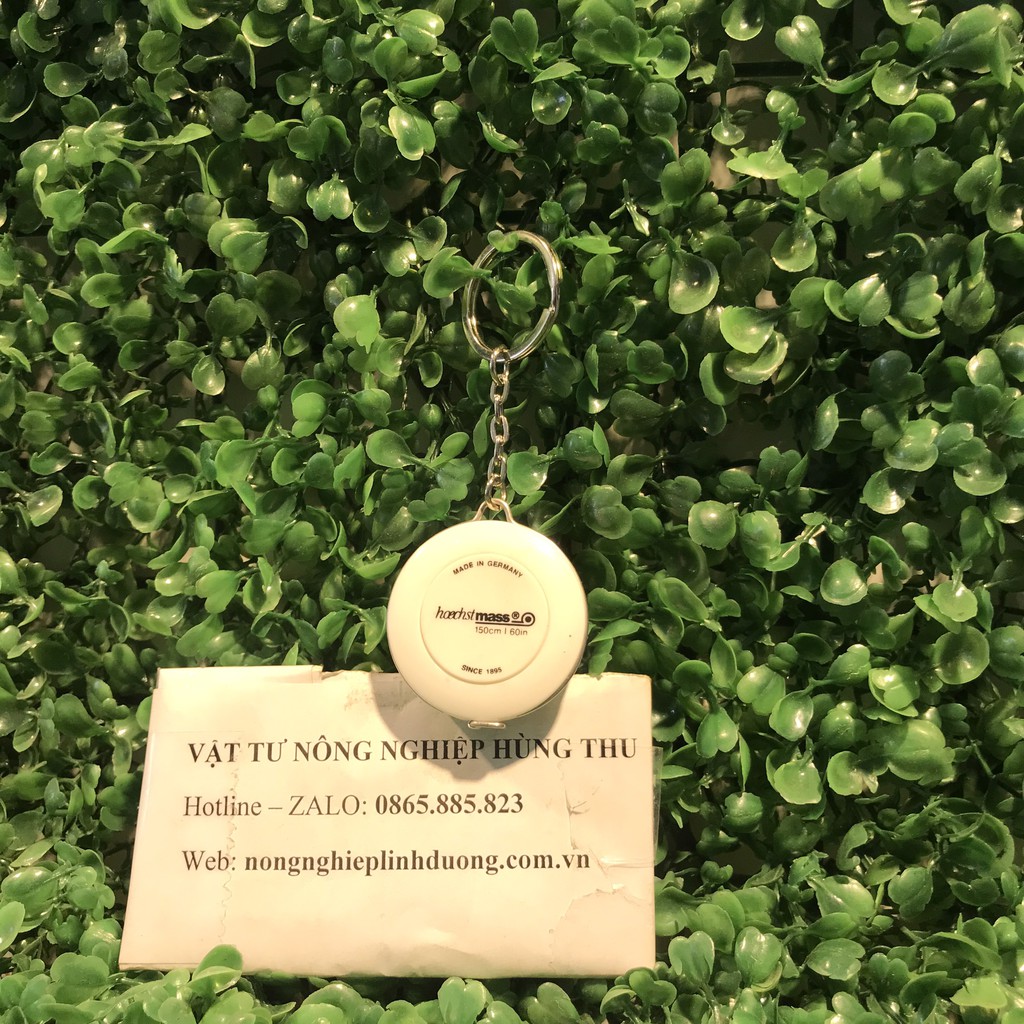 MADE IN GERMANY
hoechstmass®
150cm I 60in
SINCE 1895
VẬT TƯ NÔNG NGHIỆP HÙNG THU
Hotline – ZALO: 0865.885.823
Web: nongnghieplinhduong.com.vn